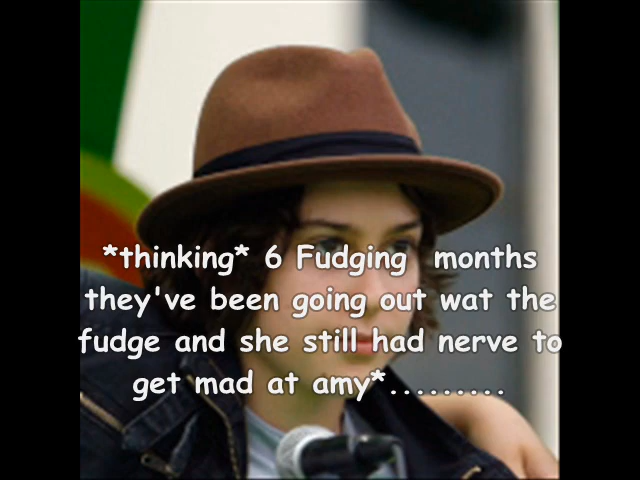 *thinking* 6 Fudging  months
they've been going out wat the
fudge and she still had nerve to
get mad at amy*.........